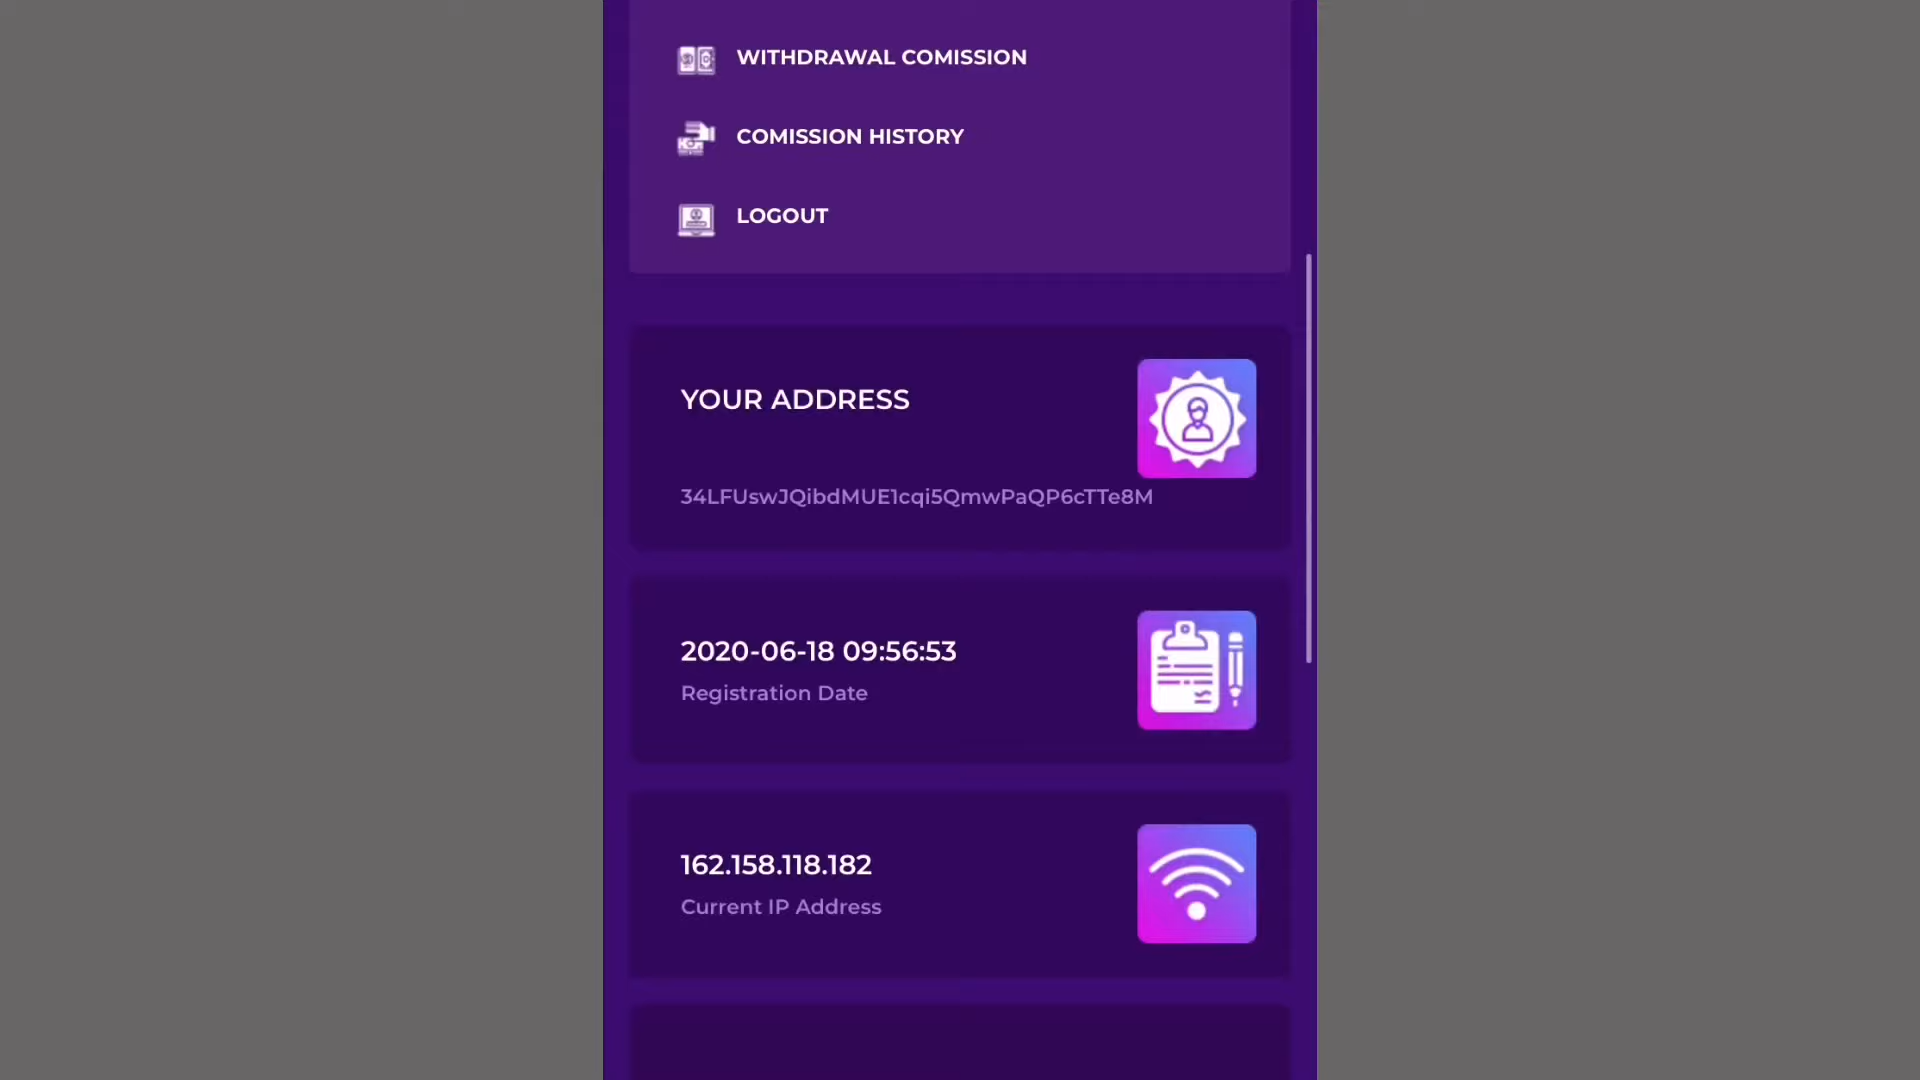 WITHDRAWAL COMISSION
COMISSION HISTORY
LOGOUT
YOUR ADDRESS
34LFUswJQibdMUE1cqi5QmwPaQP6cTTe8M
2020-06-18 09:56:53
Registration Date
162.158.118.182
Current IP Address